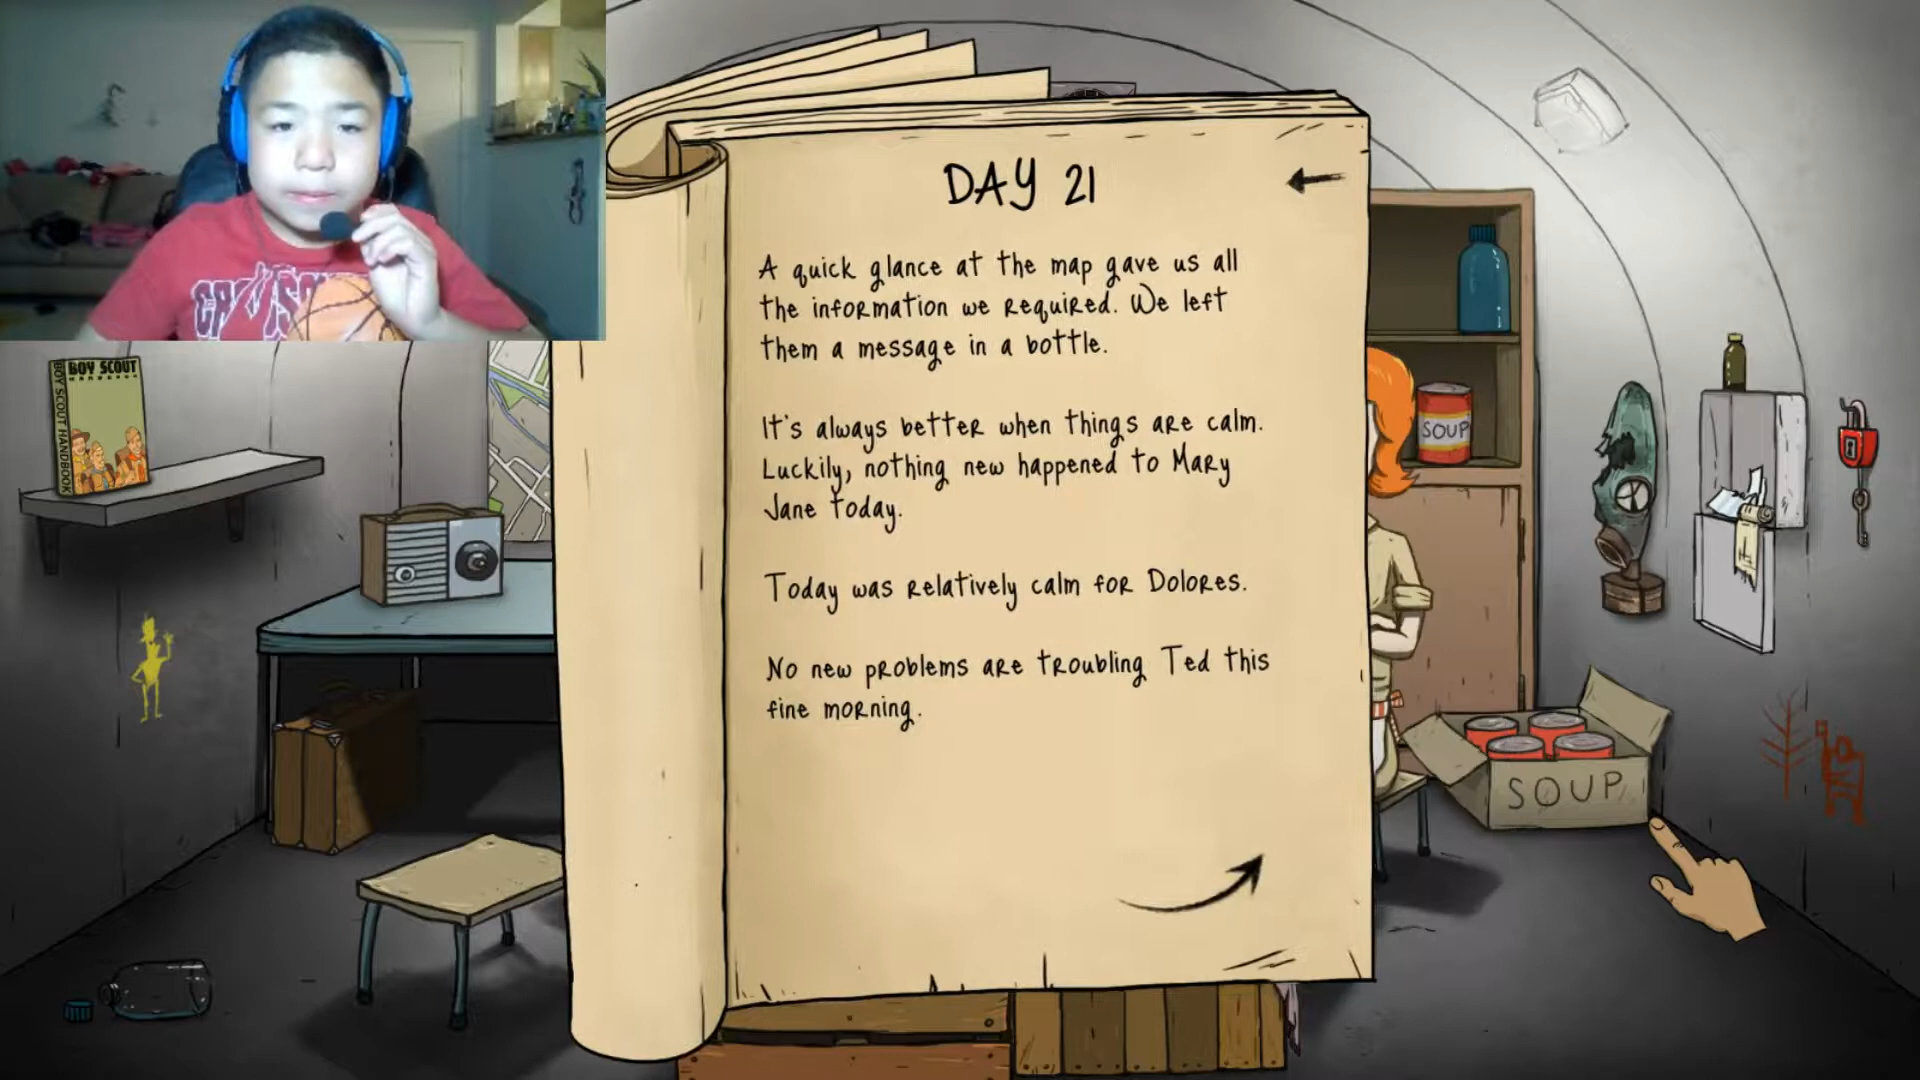 DAY 21
A quick glance at the map gave us all
the information we required. We left
them a message in a bottle.
It's always better when things are calm.
Luckily, nothing new happened to Mary
Jane today.
Today was relatively calm for Dolores.
No new problems are troubling Ted this
fine morning.
BOY SCOUT
HANDBOOK
BOY SCOUT HANDBOOK
SOUP
SOUP